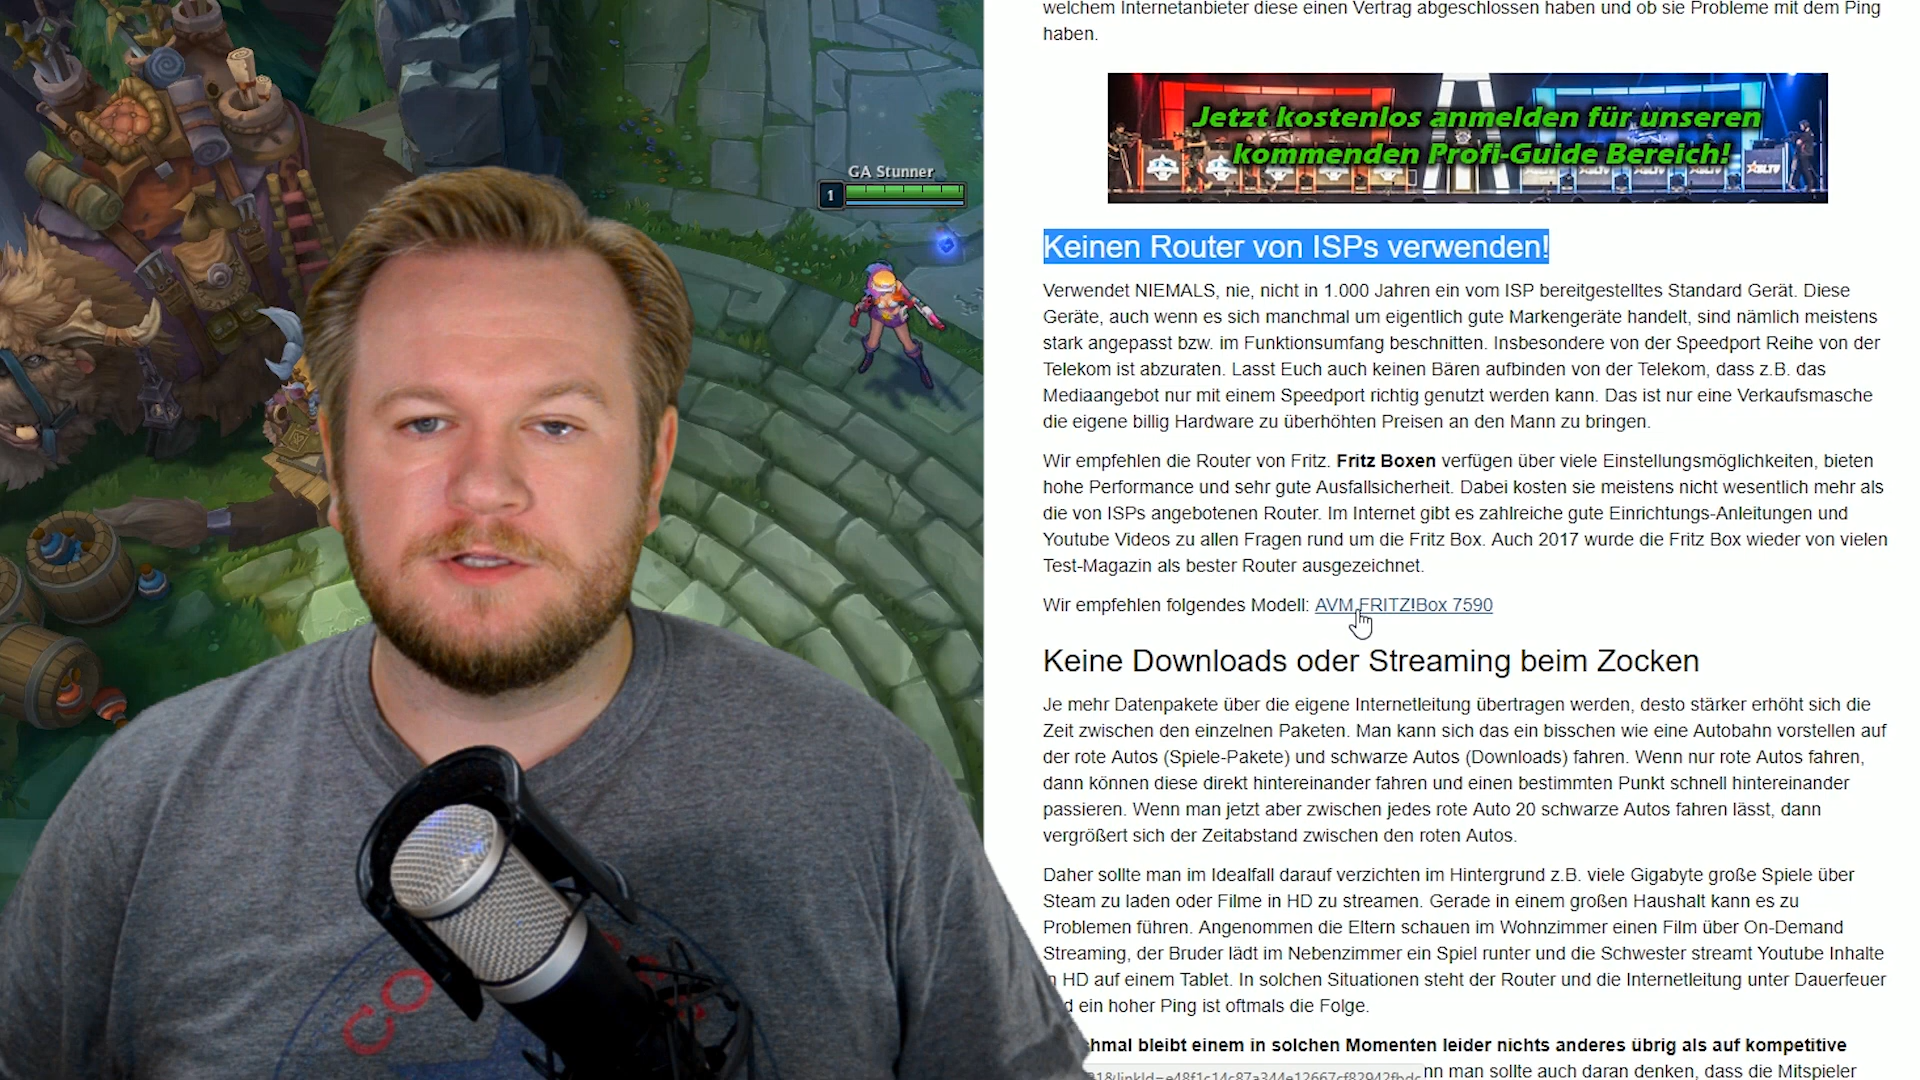 welchem Internetanbieter diese einen Vertrag abgeschlossen haben und ob sie Probleme mit dem Ping
haben.
Jetzt kostenlos anmelden für unseren
kommenden Profi-Guide Bereich!
GA Stunner
1
Keinen Router von ISPs verwenden!
Verwendet NIEMALS, nie, nicht in 1.000 Jahren ein vom ISP bereitgestelltes Standard Gerät. Diese
Geräte, auch wenn es sich manchmal um eigentlich gute Markengeräte handelt, sind nämlich meistens
stark angepasst bzw. im Funktionsumfang beschnitten. Insbesondere von der Speedport Reihe von der
Telekom ist abzuraten. Lasst Euch auch keinen Bären aufbinden von der Telekom, dass z.B. das
Mediaangebot nur mit einem Speedport richtig genutzt werden kann. Das ist nur eine Verkaufsmasche
die eigene billig Hardware zu überhöhten Preisen an den Mann zu bringen.
Wir empfehlen die Router von Fritz. Fritz Boxen verfügen über viele Einstellungsmöglichkeiten, bieten
hohe Performance und sehr gute Ausfallsicherheit. Dabei kosten sie meistens nicht wesentlich mehr als
die von ISPs angebotenen Router. Im Internet gibt es zahlreiche gute Einrichtungs-Anleitungen und
Youtube Videos zu allen Fragen rund um die Fritz Box. Auch 2017 wurde die Fritz Box wieder von vielen
Test-Magazin als bester Router ausgezeichnet.
Wir empfehlen folgendes Modell: AVM FRITZ!Box 7590
Keine Downloads oder Streaming beim Zocken
Je mehr Datenpakete über die eigene Internetleitung übertragen werden, desto stärker erhöht sich die
Zeit zwischen den einzelnen Paketen. Man kann sich das ein bisschen wie eine Autobahn vorstellen auf
der rote Autos (Spiele-Pakete) und schwarze Autos (Downloads) fahren. Wenn nur rote Autos fahren,
dann können diese direkt hintereinander fahren und einen bestimmten Punkt schnell hintereinander
passieren. Wenn man jetzt aber zwischen jedes rote Auto 20 schwarze Autos fahren lässt, dann
vergrößert sich der Zeitabstand zwischen den roten Autos.
Daher sollte man im Idealfall darauf verzichten im Hintergrund z.B. viele Gigabyte große Spiele über
Steam zu laden oder Filme in HD zu streamen. Gerade in einem großen Haushalt kann es zu
Problemen führen. Angenommen die Eltern schauen im Wohnzimmer einen Film über On-Demand
Streaming, der Bruder lädt im Nebenzimmer ein Spiel runter und die Schwester streamt Youtube Inhalte
HD auf einem Tablet. In solchen Situationen steht der Router und die Internetleitung unter Dauerfeuer
ein hoher Ping ist oftmals die Folge.
bleibt einem in solchen Momenten leider nichts anderes übrig als auf kompetitive
man sollte auch daran denken, dass die Mitspieler
CO